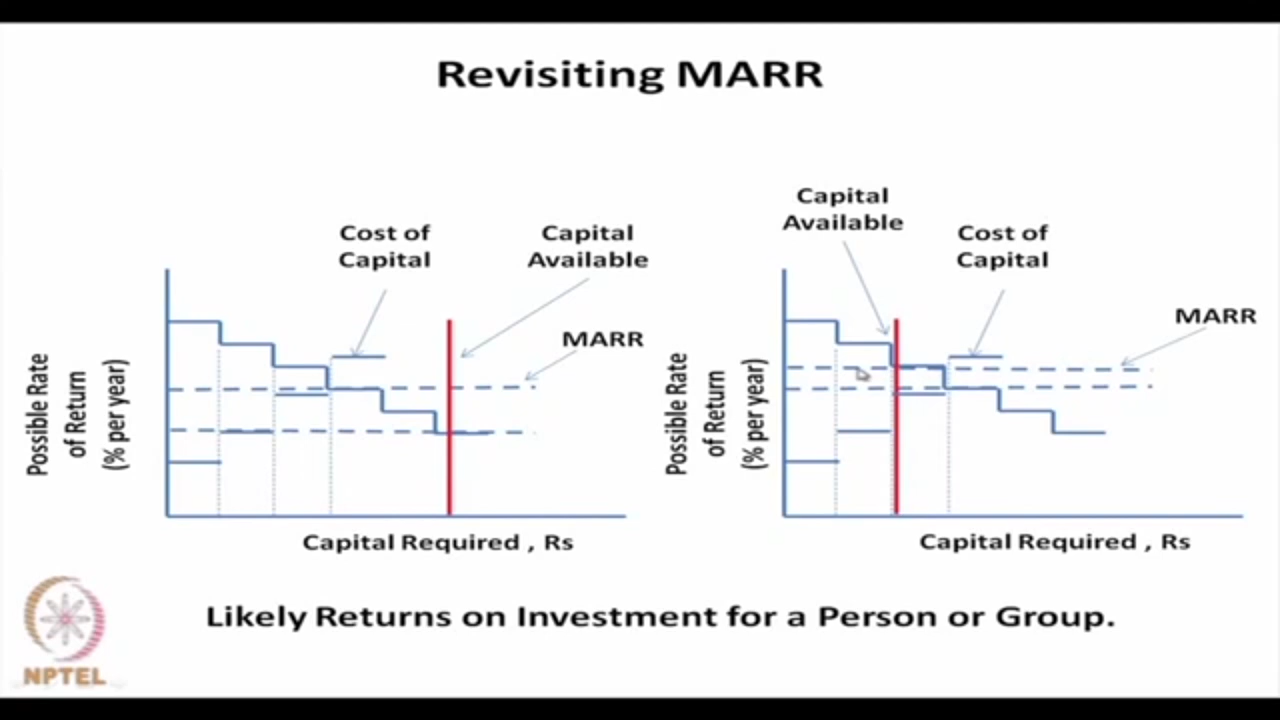 Revisiting MARR
Cost of
Capital
Capital
Available
MARR
Possible Rate
of Return
(% per year)
Capital Required , Rs
Capital
Available
Cost of
Capital
MARR
Possible Rate
of Return
(% per year)
Capital Required , Rs
Likely Returns on Investment for a Person or Group.
NPTEL